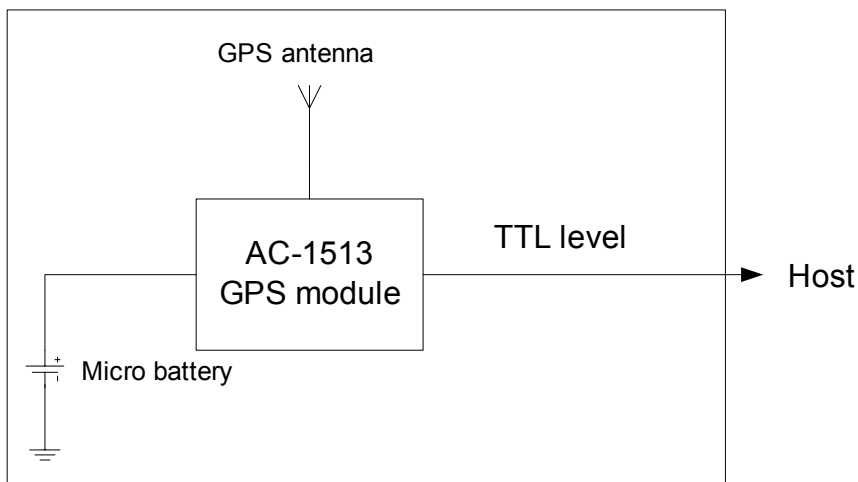 GPS antenna
AC-1513
GPS module
TTL level
Host
+
-
Micro battery